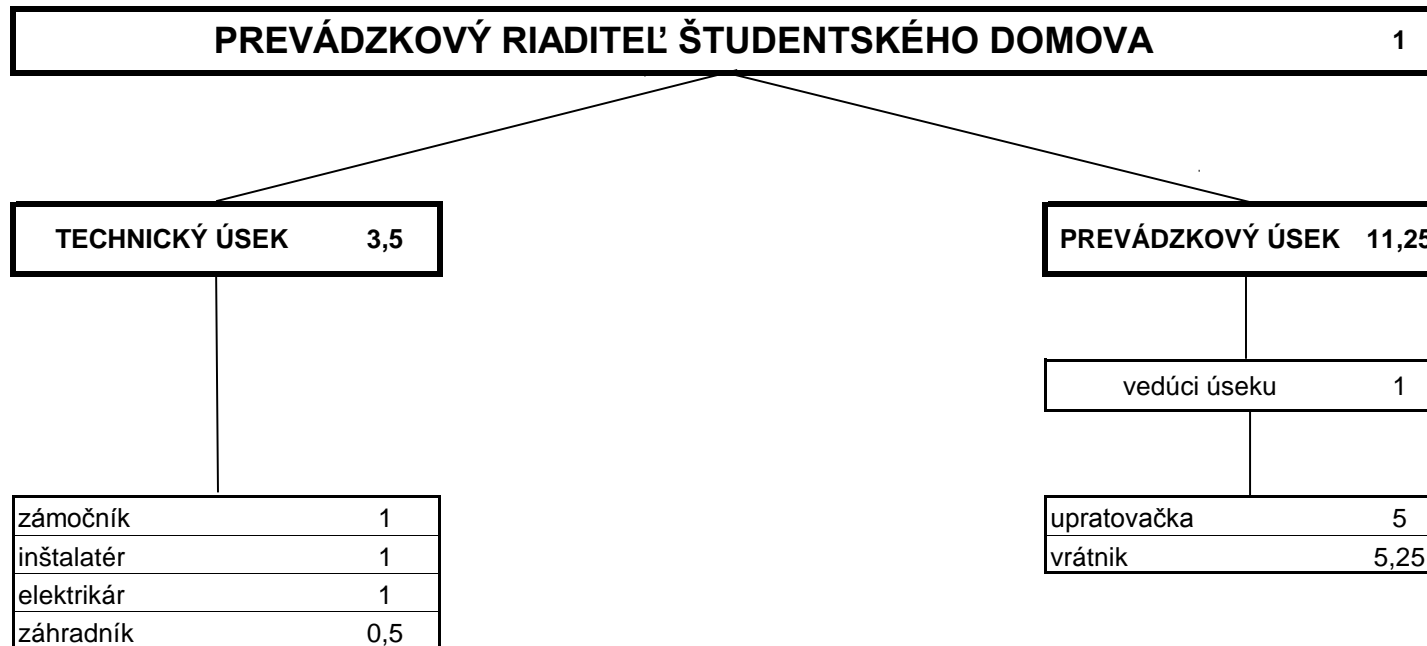 PREVÁDZKOVÝ RIADITEĽ ŠTUDENTSKÉHO DOMOVA 1
TECHNICKÝ ÚSEK 3,5
PREVÁDZKOVÝ ÚSEK 11,25
vedúci úseku 1
zámočník 1
inštalatér 1
elektrikár 1
záhradník 0,5
upratovačka 5
vrátnik 5,25